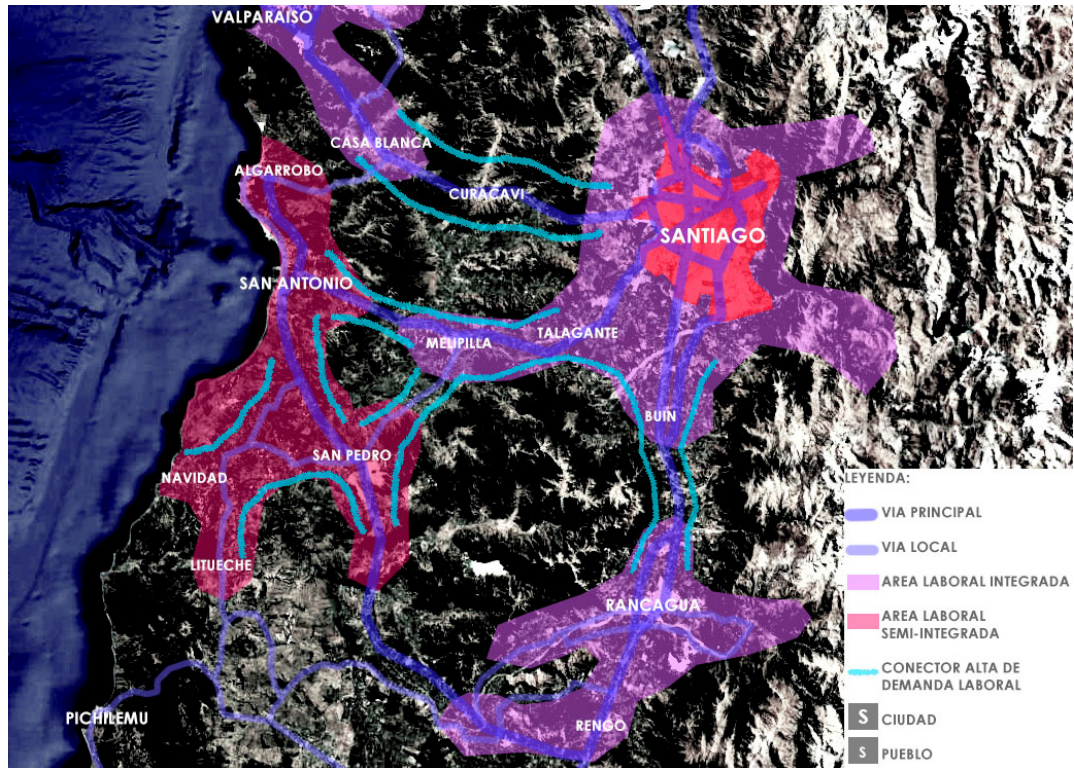 VALPARAISO
CASA BLANCA
ALGARROBO
CURACAVI
SANTIAGO
SAN ANTONIO
TALAGANTE
MELIPILLA
BUIN
SAN PEDRO
NAVIDAD
LITUECHE
RANCAGUA
PICHILEMU
RENGO
LEYENDA:
VIA PRINCIPAL
VIA LOCAL
AREA LABORAL INTEGRADA
AREA LABORAL
SEMI-INTEGRADA
CONECTOR ALTA DE
DEMANDA LABORAL
S CIUDAD
S PUEBLO